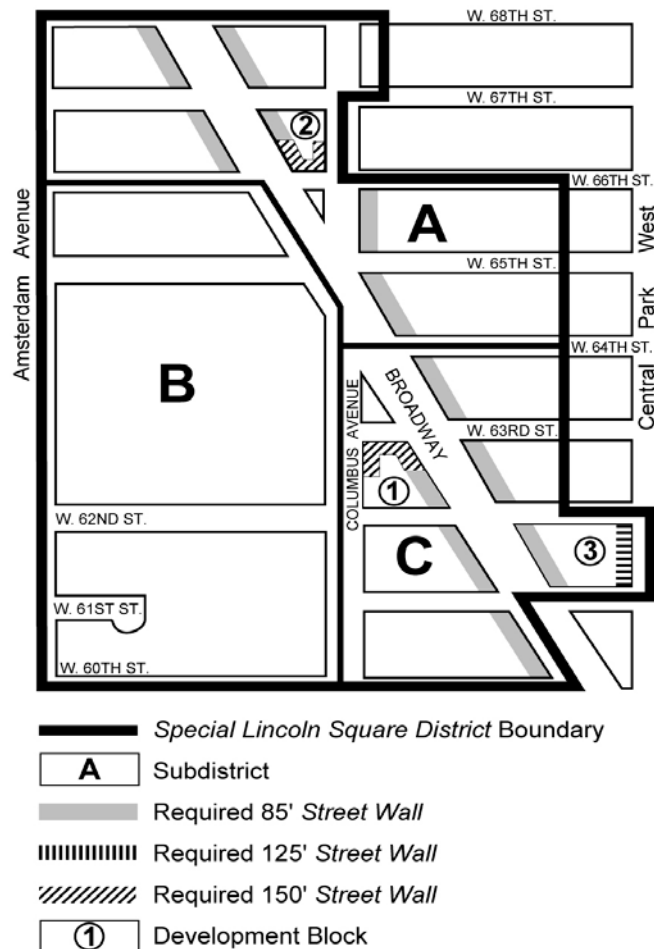 W. 68TH ST.
W. 67TH ST.
2
W. 66TH ST.
A
W. 65TH ST.
W. 64TH ST.
Amsterdam Avenue
Central Park West
B
BROADWAY
COLUMBUS AVENUE
W. 63RD ST.
1
W. 62ND ST.
C
3
W. 61ST ST.
W. 60TH ST.
Special Lincoln Square District Boundary
A Subdistrict
Required 85' Street Wall
Required 125' Street Wall
Required 150' Street Wall
1 Development Block